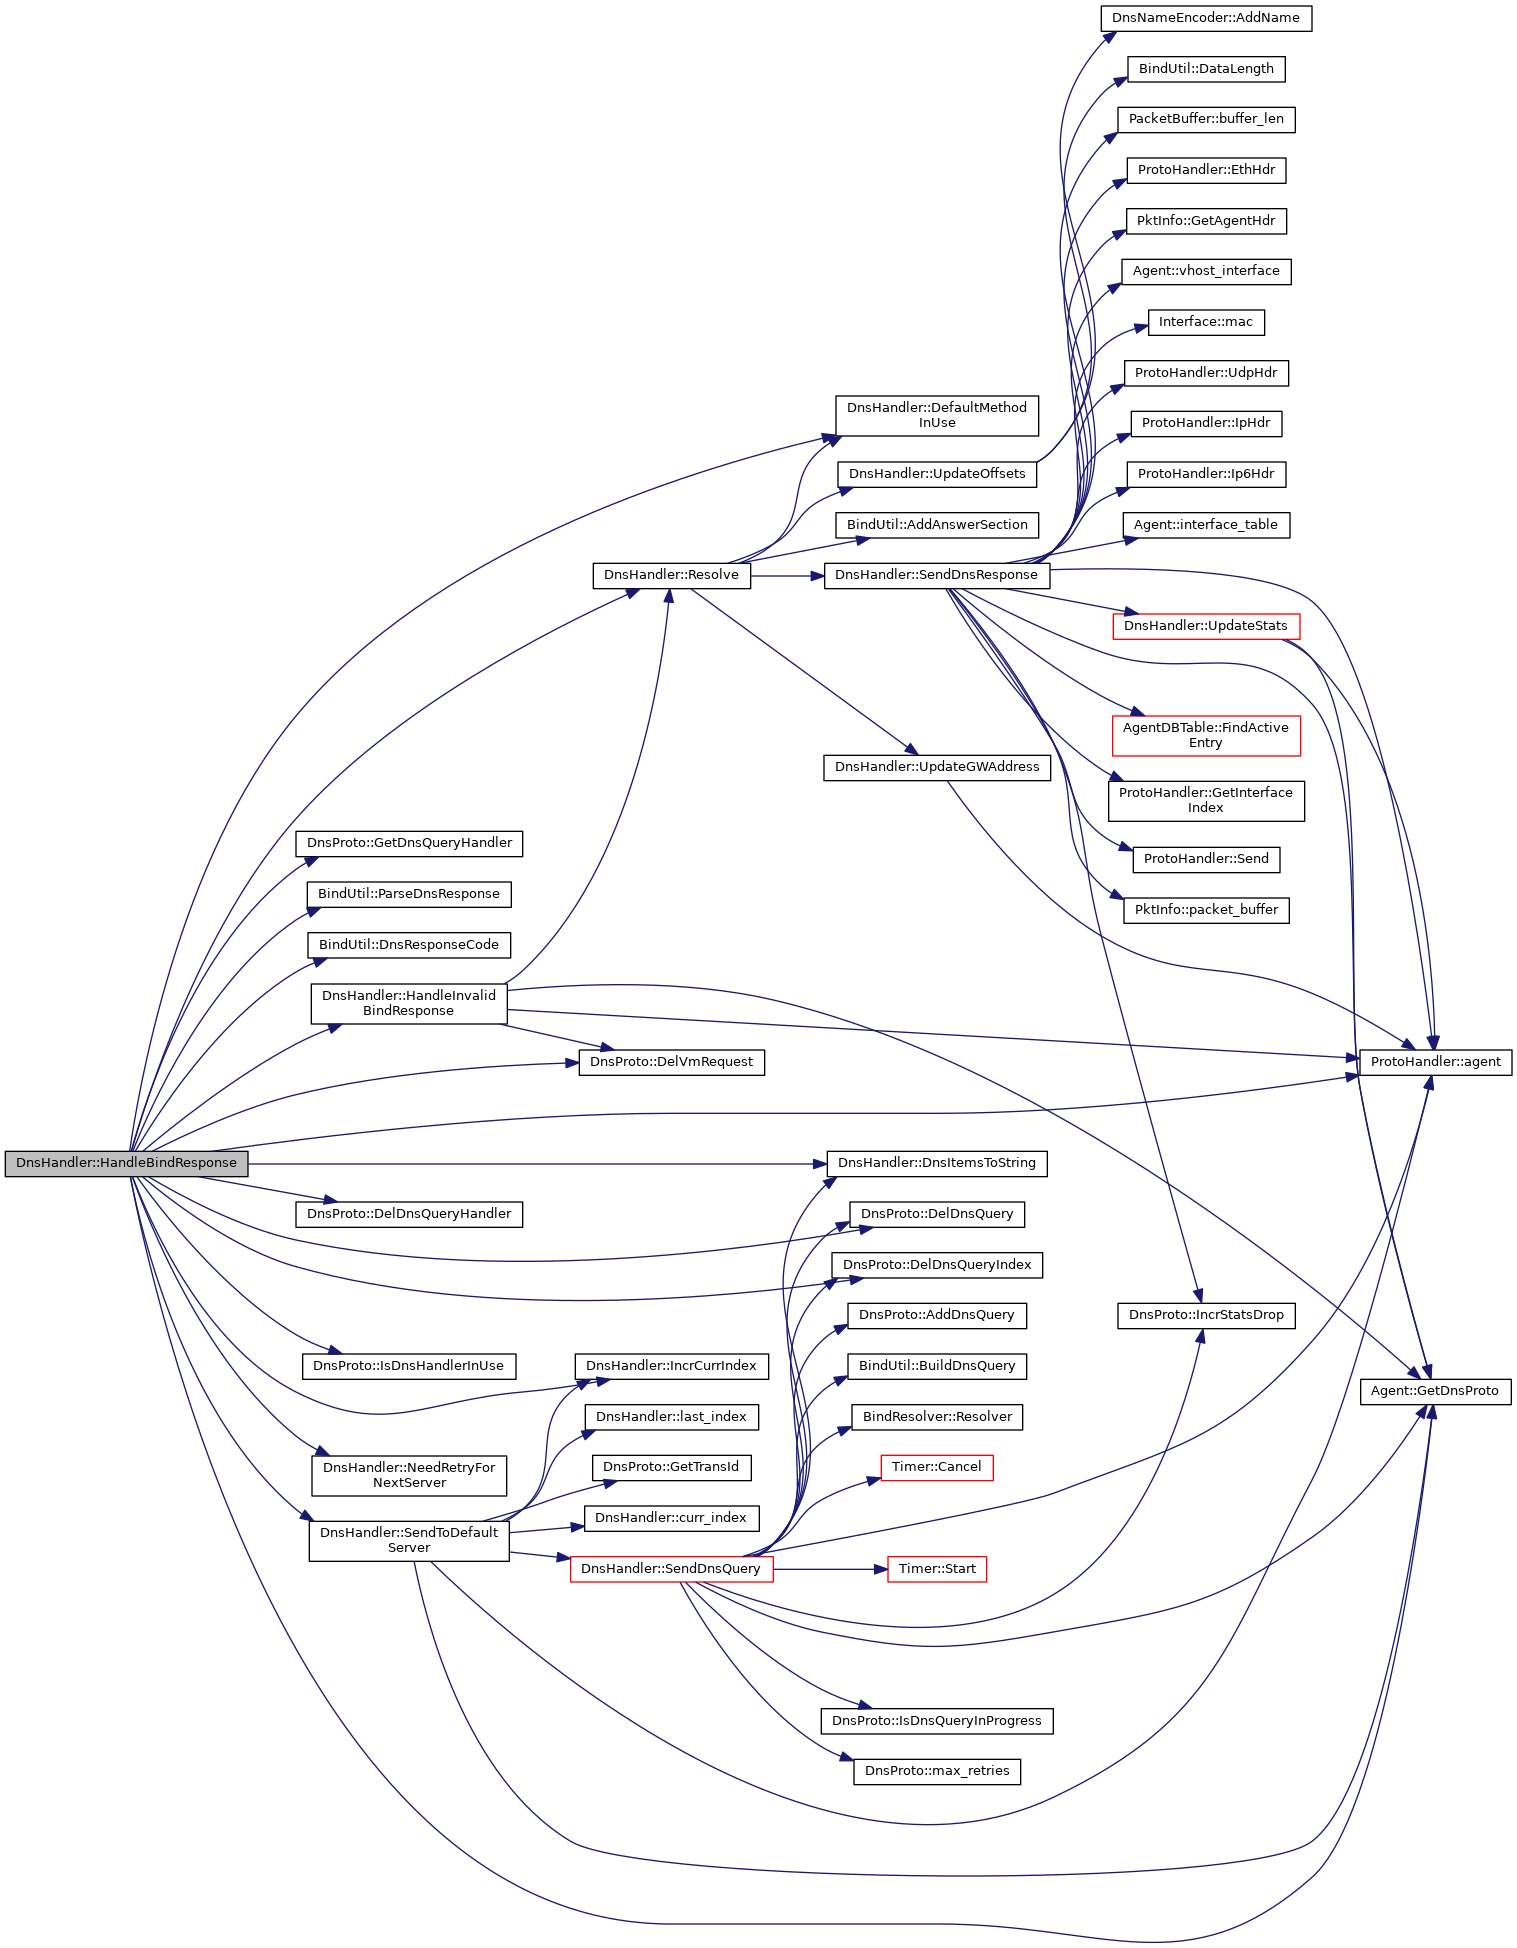 DnsNameEncoder::AddName
BindUtil::DataLength
PacketBuffer::buffer_len
ProtoHandler::EthHdr
PktInfo::GetAgentHdr
Agent::vhost_interface
Interface::mac
ProtoHandler::UdpHdr
DnsHandler::DefaultMethod
InUse
ProtoHandler::IpHdr
DnsHandler::UpdateOffsets
ProtoHandler::Ip6Hdr
BindUtil::AddAnswerSection
Agent::interface_table
DnsHandler::Resolve
DnsHandler::SendDnsResponse
DnsHandler::UpdateStats
AgentDBTable::FindActive
Entry
DnsHandler::UpdateGWAddress
ProtoHandler::GetInterface
Index
DnsProto::GetDnsQueryHandler
ProtoHandler::Send
BindUtil::ParseDnsResponse
PktInfo::packet_buffer
BindUtil::DnsResponseCode
DnsHandler::HandleInvalid
BindResponse
DnsProto::DelVmRequest
ProtoHandler::agent
DnsHandler::HandleBindResponse
DnsHandler::DnsItemsToString
DnsProto::DelDnsQueryHandler
DnsProto::DelDnsQuery
DnsProto::DelDnsQueryIndex
DnsProto::AddDnsQuery
DnsProto::IncrStatsDrop
DnsProto::IsDnsHandlerInUse
DnsHandler::IncrCurrIndex
BindUtil::BuildDnsQuery
Agent::GetDnsProto
DnsHandler::last_index
BindResolver::Resolver
DnsHandler::NeedRetryFor
NextServer
DnsProto::GetTransId
Timer::Cancel
DnsHandler::curr_index
DnsHandler::SendToDefault
Server
DnsHandler::SendDnsQuery
Timer::Start
DnsProto::IsDnsQueryInProgress
DnsProto::max_retries